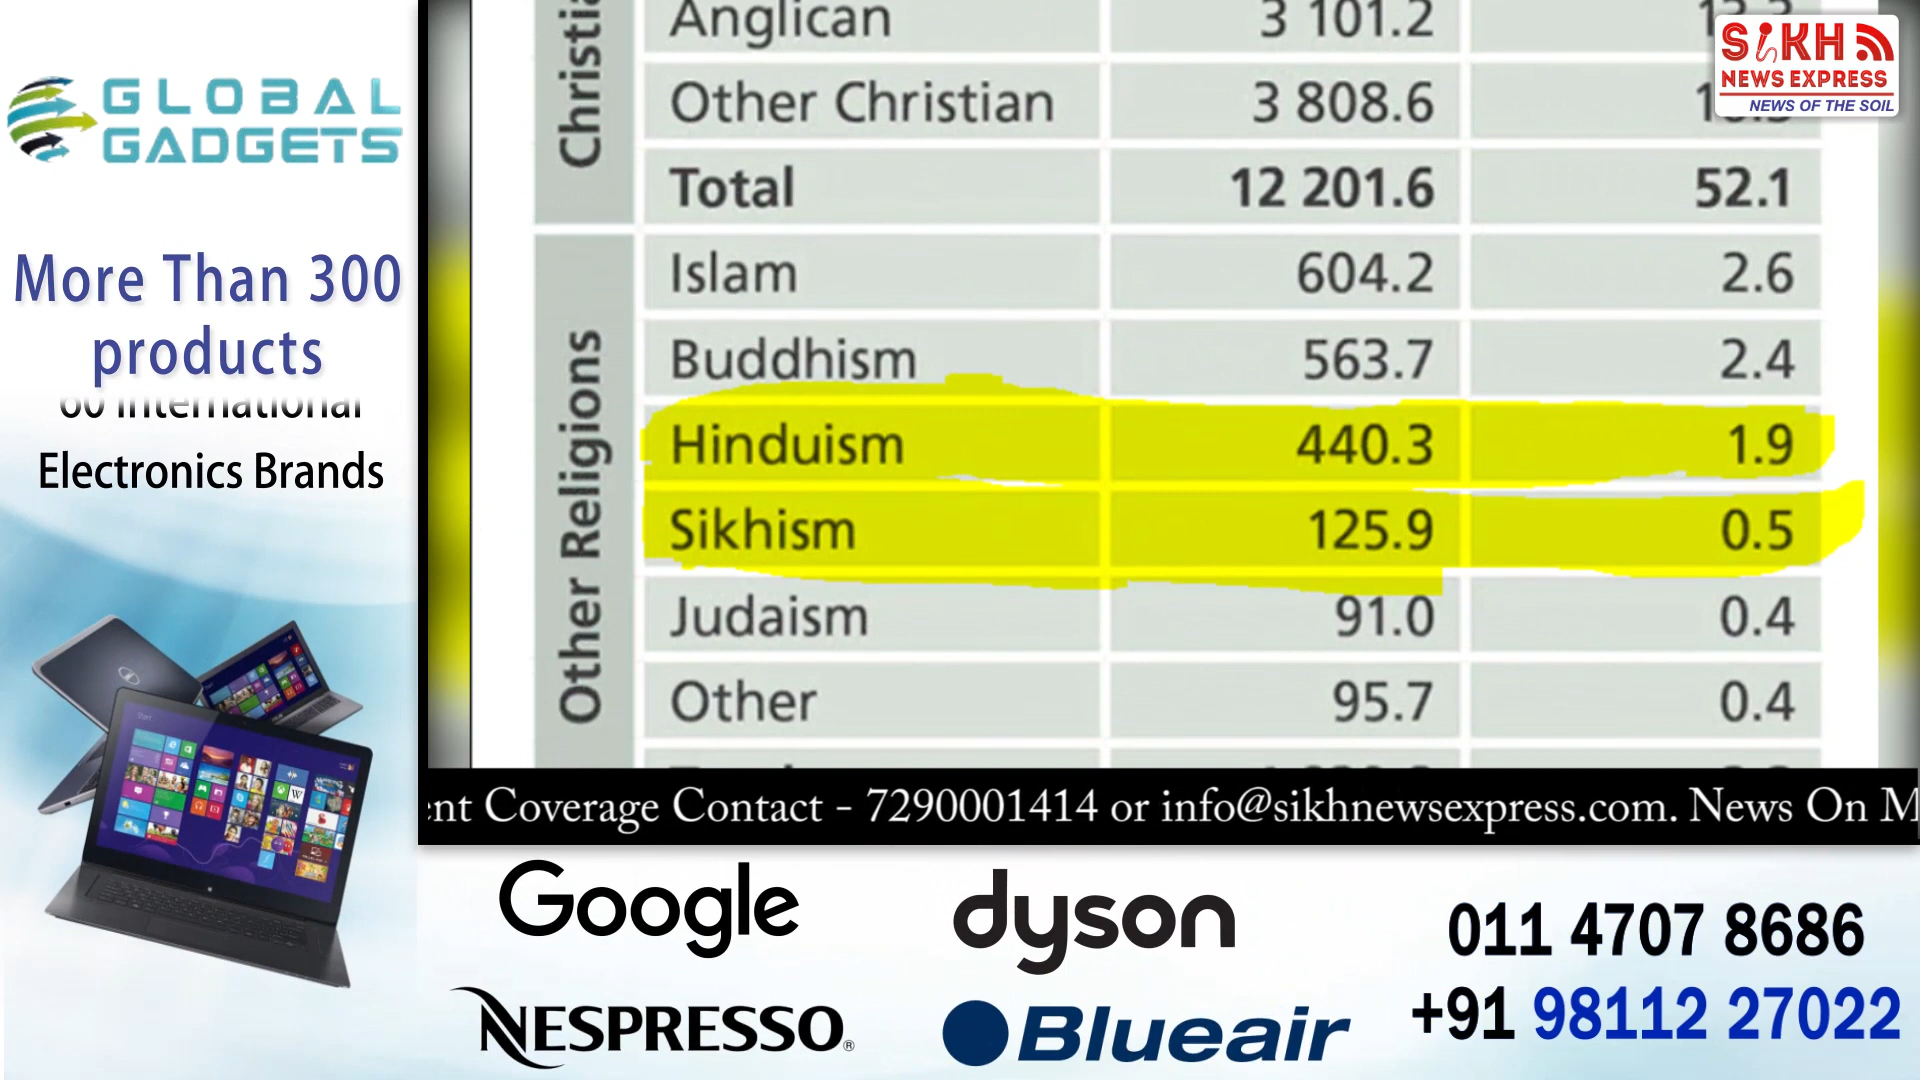 GLOBAL
GADGETS
More Than 300
products
60 International
Electronics Brands
Christia
Anglican 3 101.2
Other Christian 3 808.6
Total 12 201.6 52.1
Other Religions
Islam 604.2 2.6
Buddhism 563.7 2.4
Hinduism 440.3 1.9
Sikhism 125.9 0.5
Judaism 91.0 0.4
Other 95.7 0.4
SiKH
NEWS EXPRESS
NEWS OF THE SOIL
ent Coverage Contact - 7290001414 or info@sikhnewsexpress.com. News On M
Google
dyson
NESPRESSO®
Blueair
011 4707 8686
+91 98112 27022